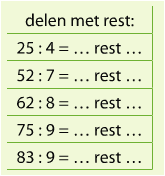 delen met rest:
25 : 4 = … rest …
52 : 7 = … rest …
62 : 8 = … rest …
75 : 9 = … rest …
83 : 9 = … rest …